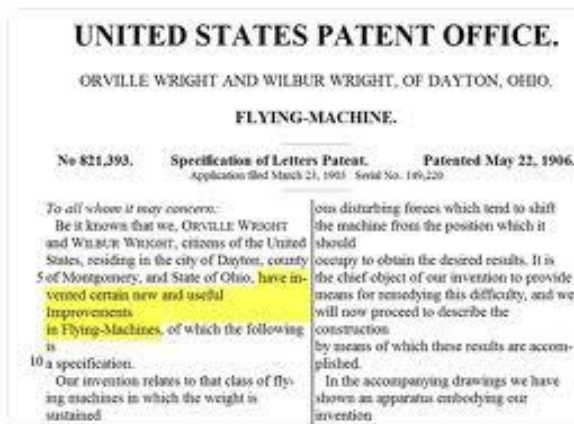 UNITED STATES PATENT OFFICE.
ORVILLE WRIGHT AND WILBUR WRIGHT, OF DAYTON, OHIO.
FLYING-MACHINE.
No 821,393. Specification of Letters Patent. Patented May 22, 1906.
Application filed March 23, 1903 Serial No. 149,220
To all whom it may concern:
Be it known that we, ORVILLE WRIGHT
and WILBUR WRIGHT, citizens of the United
States, residing in the city of Dayton, county
5 of Montgomery, and State of Ohio, have in-
vented certain new and useful
Improvements
in Flying-Machines, of which the following
is
10 a specification.
Our invention relates to that class of fly-
ing machines in which the weight is
sustained
ous disturbing forces which tend to shift
the machine from the position which it
should
occupy to obtain the desired results. It is
the chief object of our invention to provide
means for remedying this difficulty, and we
will now proceed to describe the
construction
by means of which these results are accom-
plished.
In the accompanying drawings we have
shown an apparatus embodying our
invention